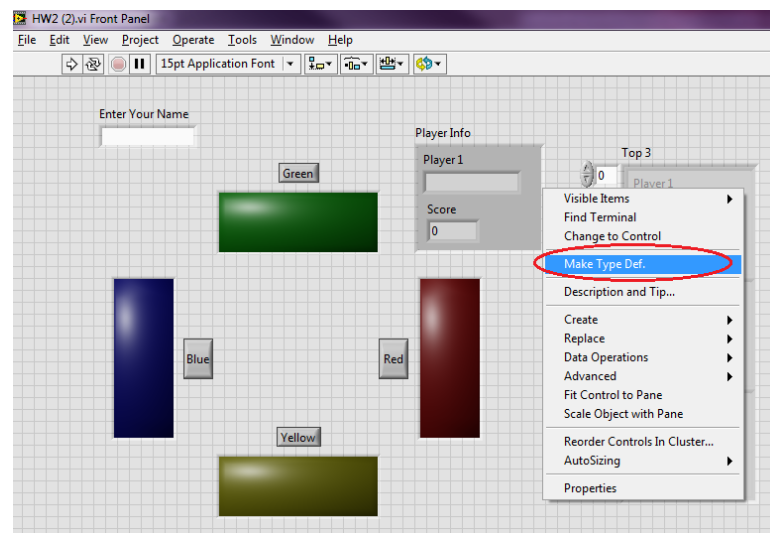 HW2 (2).vi Front Panel
File Edit View Project Operate Tools Window Help
15pt Application Font
Enter Your Name
Player Info
Player 1
Score
0
Top 3
0
Player 1
Green
Blue
Red
Yellow
Visible Items
Find Terminal
Change to Control
Make Type Def.
Description and Tip...
Create
Replace
Data Operations
Advanced
Fit Control to Pane
Scale Object with Pane
Reorder Controls In Cluster...
AutoSizing
Properties